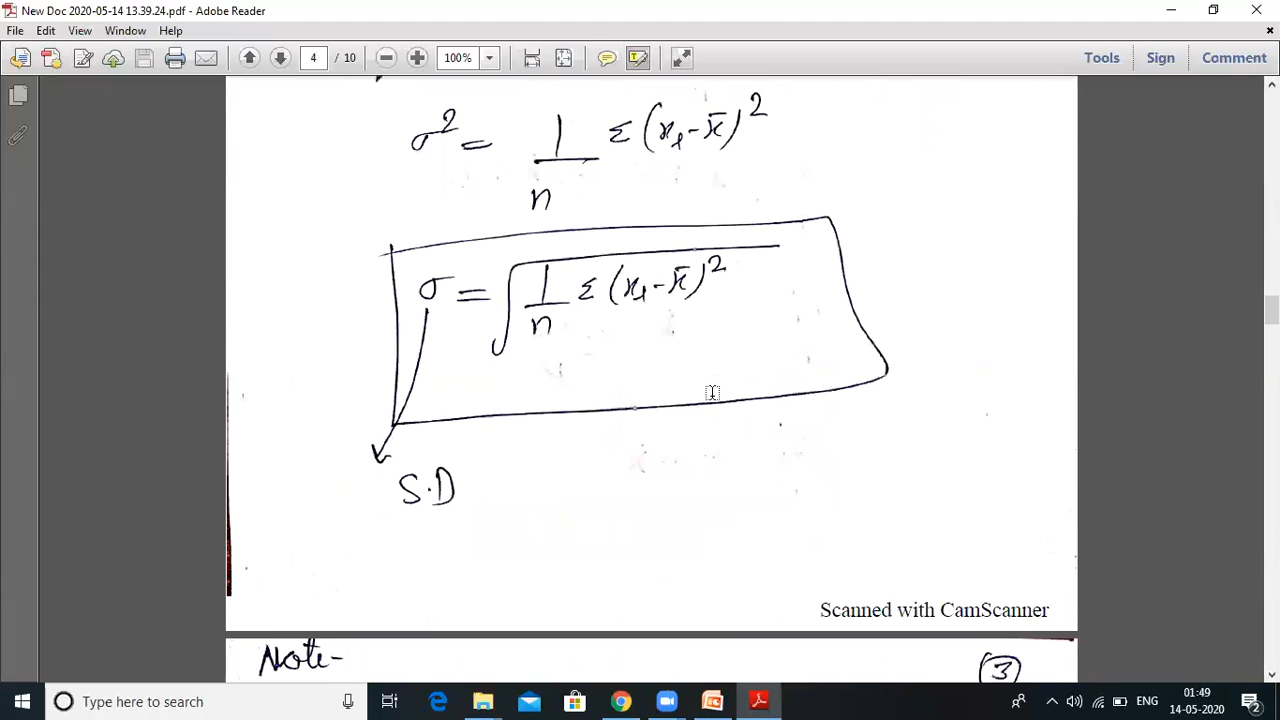 New Doc 2020-05-14 13.39.24.pdf - Adobe Reader
File Edit View Window Help
4 / 10 100% Tools Sign Comment
σ² = 1/n Σ(xᵢ - x̄)²
σ = √(1/n Σ(xᵢ - x̄)²)
S.D
Scanned with CamScanner
Note-
3
Type here to search
ENG
01:49
14-05-2020
2